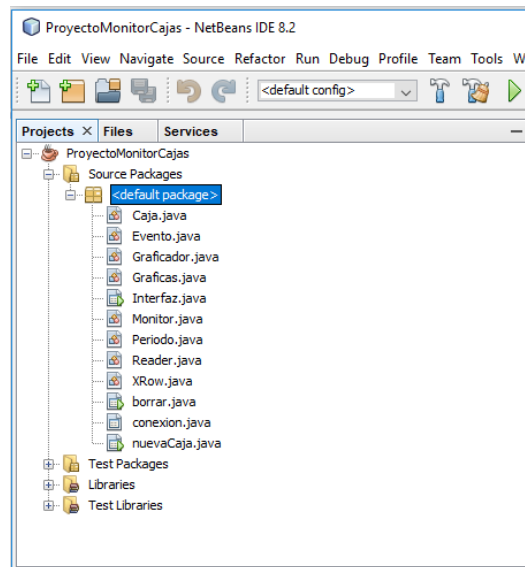 ProyectoMonitorCajas - NetBeans IDE 8.2
File Edit View Navigate Source Refactor Run Debug Profile Team Tools W
<default config>
Projects Files Services
ProyectoMonitorCajas
Source Packages
<default package>
Caja.java
Evento.java
Graficador.java
Graficas.java
Interfaz.java
Monitor.java
Periodo.java
Reader.java
XRow.java
borrar.java
conexion.java
nuevaCaja.java
Test Packages
Libraries
Test Libraries